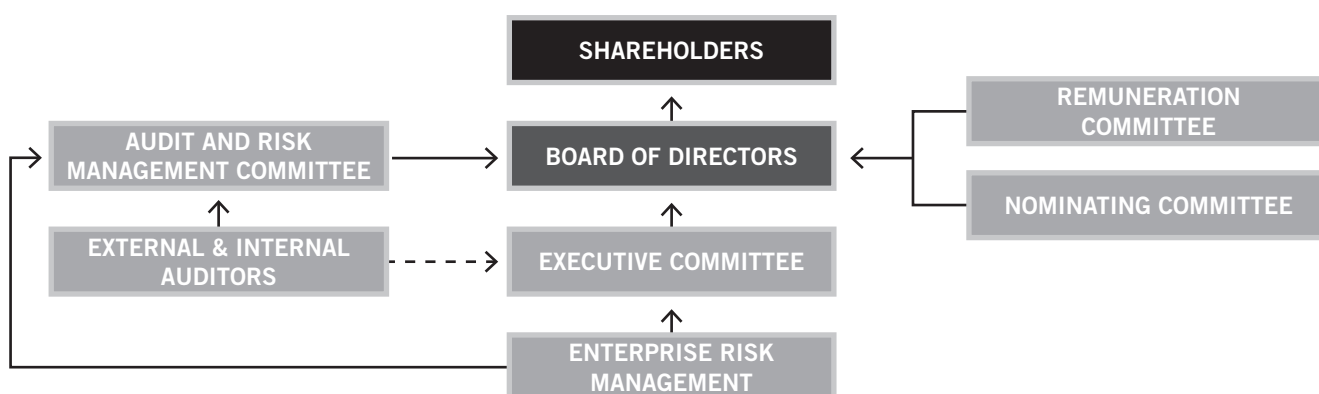 SHAREHOLDERS
REMUNERATION
COMMITTEE
AUDIT AND RISK
MANAGEMENT COMMITTEE
BOARD OF DIRECTORS
NOMINATING COMMITTEE
EXTERNAL & INTERNAL
AUDITORS
EXECUTIVE COMMITTEE
ENTERPRISE RISK
MANAGEMENT